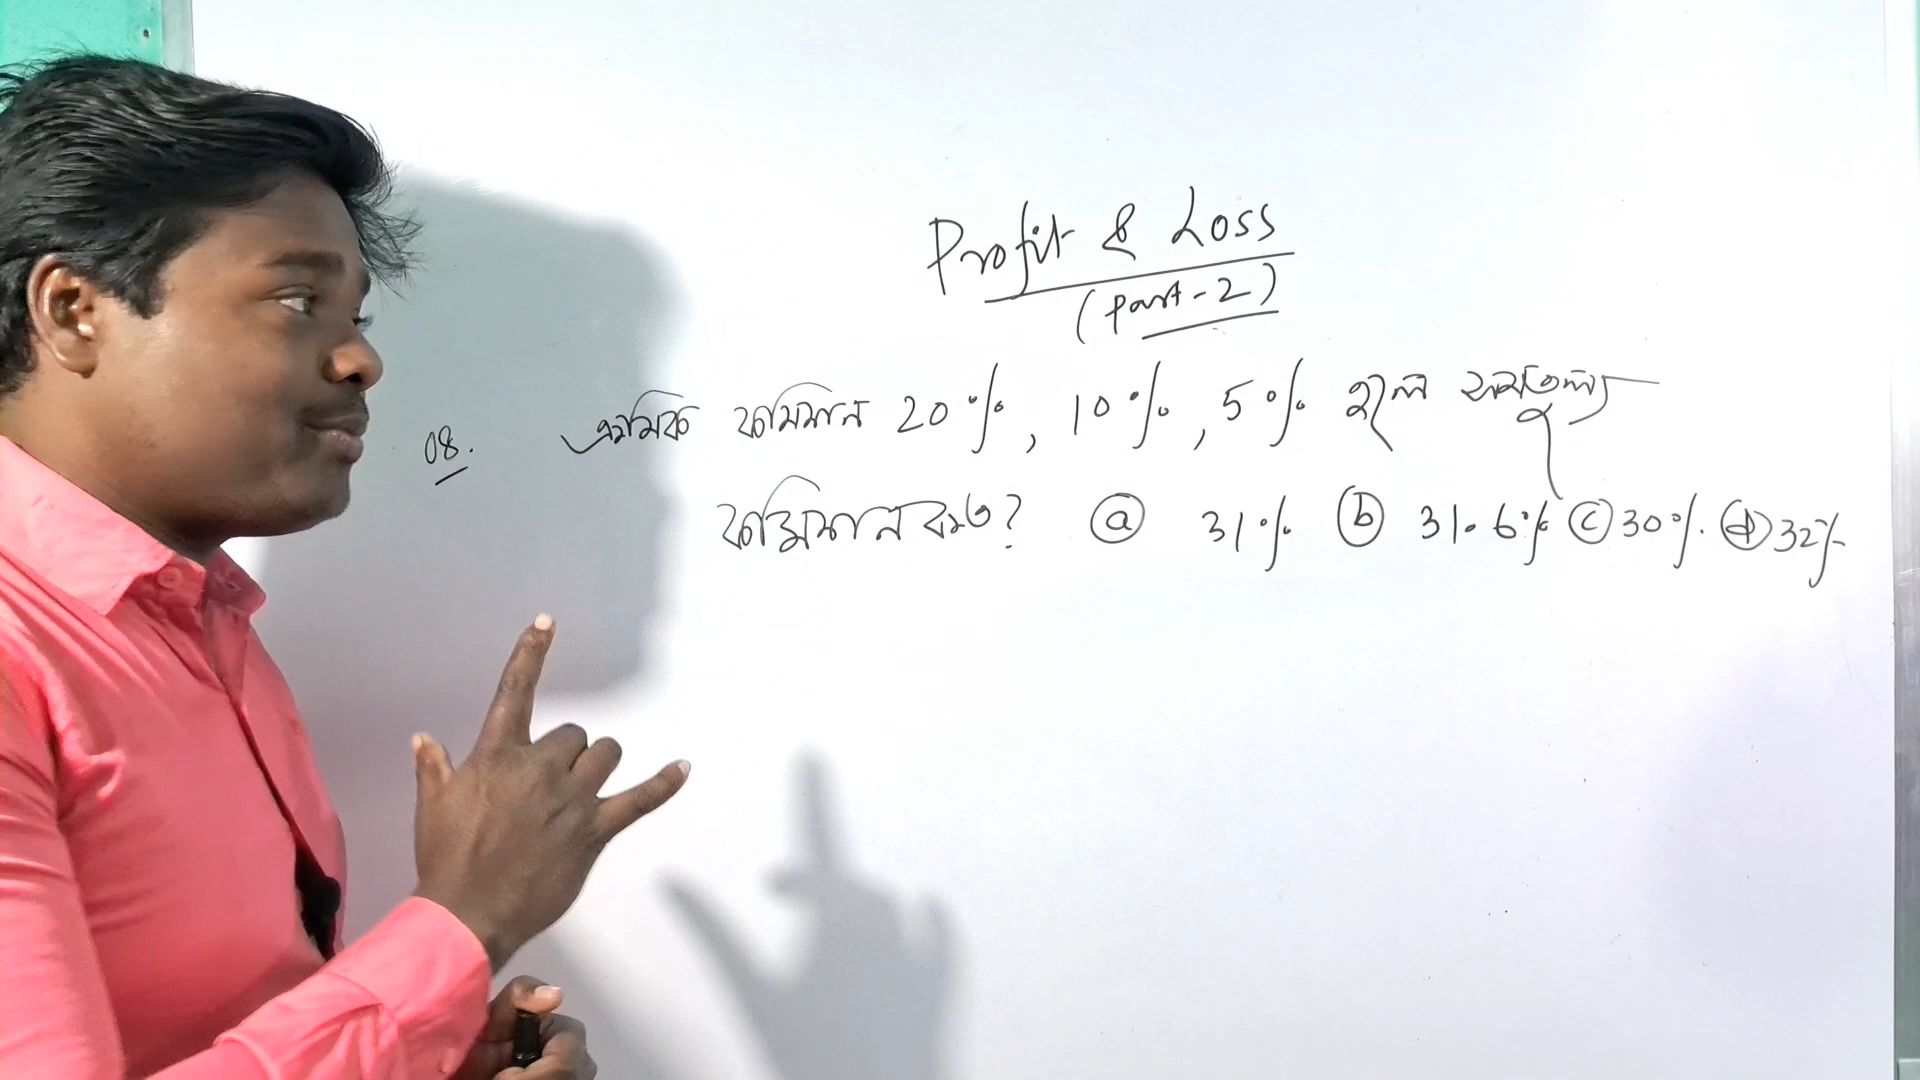 Profit & Loss
(Part-2)
08. ক্রমিক কমিশন 20%, 10%, 5% হলে সমতুল্য
কমিশন কত? ⓐ 31% ⓑ 31.6% ⓒ 30% ⓓ 32%